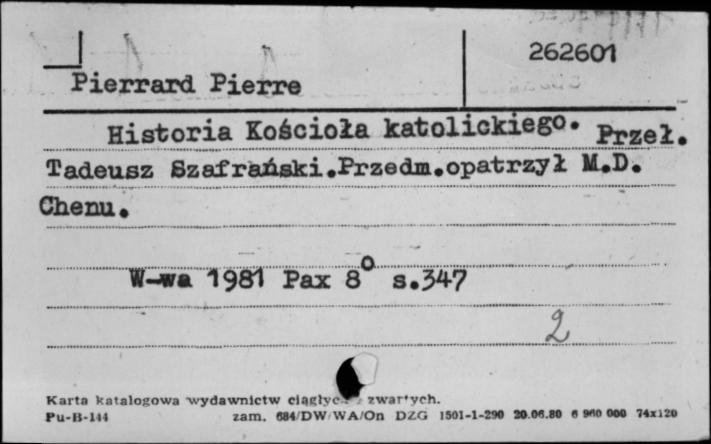 262601
Pierrard Pierre
Historia Kościoła katolickiego. Przeł.
Tadeusz Szafrański.Przedm.opatrzył M.D.
Chenu.
W-wa 1981 Pax 8° s.347
2
Karta katalogowa wydawnictw zwartych.
Pu-B-144 zam. 684/DW/WA/On DZG 1501-1-290 20.06.80 6 960 000 74x120